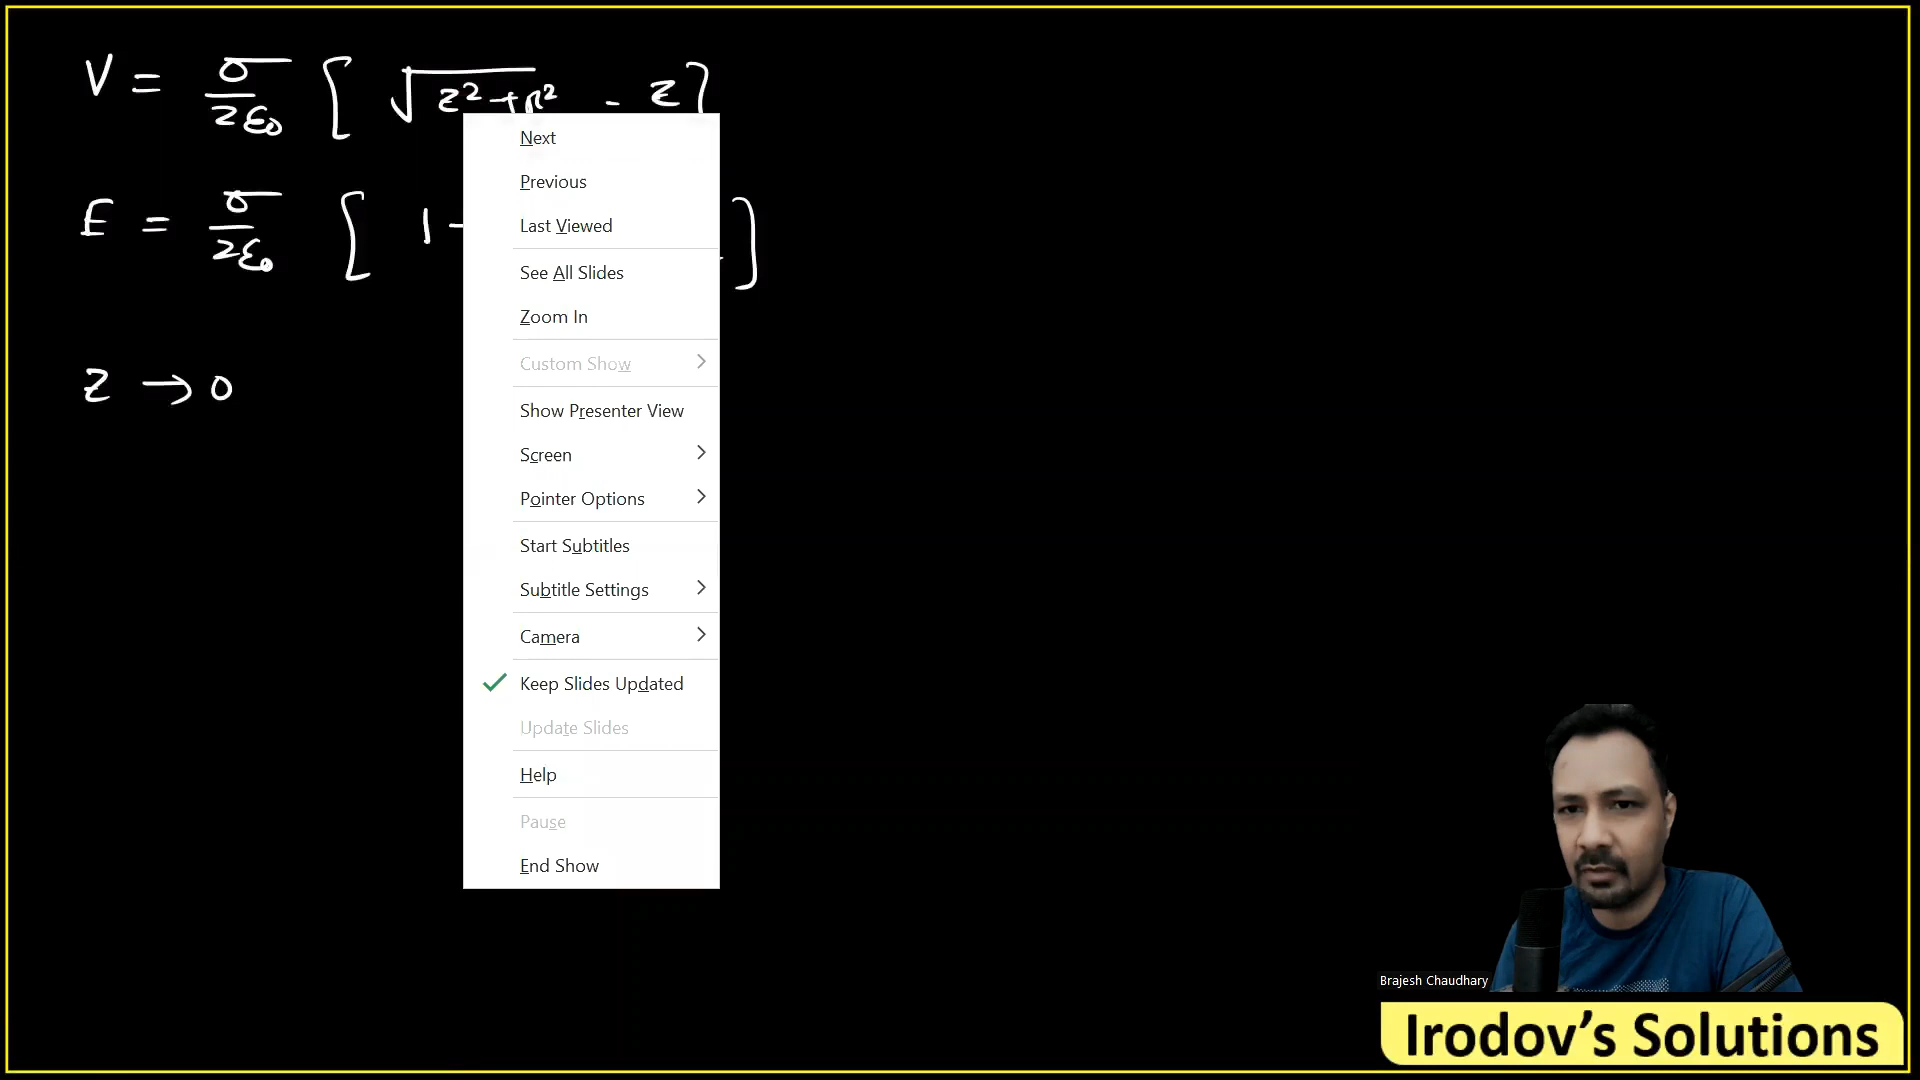 V = σ/2ε₀ [ √z²+R² - z ]
E = σ/2ε₀ [ 1 - ]
z → 0
Next
Previous
Last Viewed
See All Slides
Zoom In
Custom Show
Show Presenter View
Screen
Pointer Options
Start Subtitles
Subtitle Settings
Camera
Keep Slides Updated
Update Slides
Help
Pause
End Show
Brajesh Chaudhary
Irodov's Solutions